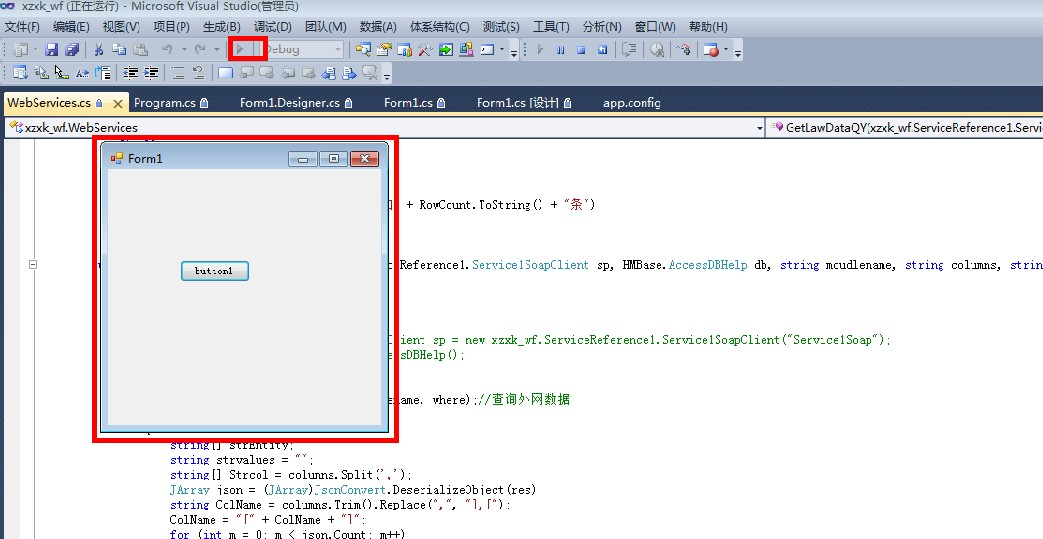 xzxk_wf (正在运行) - Microsoft Visual Studio(管理员)
文件(F) 编辑(E) 视图(V) 项目(P) 生成(B) 调试(D) 团队(M) 数据(A) 体系结构(C) 测试(S) 工具(T) 分析(N) 窗口(W) 帮助(H)
Debug
WebServices.cs Program.cs Form1.Designer.cs Form1.cs Form1.cs [设计] app.config
xzxk_wf.WebServices GetLawDataQY(xzxk_wf.ServiceReference1.Servi
Form1
+ RowCount.ToString() + "条")
button1
Reference1.Service1SoapClient sp, HMBase.AccessDBHelp db, string moudlename, string columns, strin
lient sp = new xzxk_wf.ServiceReference1.Service1SoapClient("Service1Soap");
essDBHelp();
ename, where);//查询外网数据
string[] strEntity;
string strvalues = "";
string[] Strcol = columns.Split(',');
JArray json = (JArray)JsonConvert.DeserializeObject(res)
string ColName = columns.Trim().Replace(",", "],[");
ColName = "[" + ColName + "]";
for (int m = 0; m < json.Count; m++)